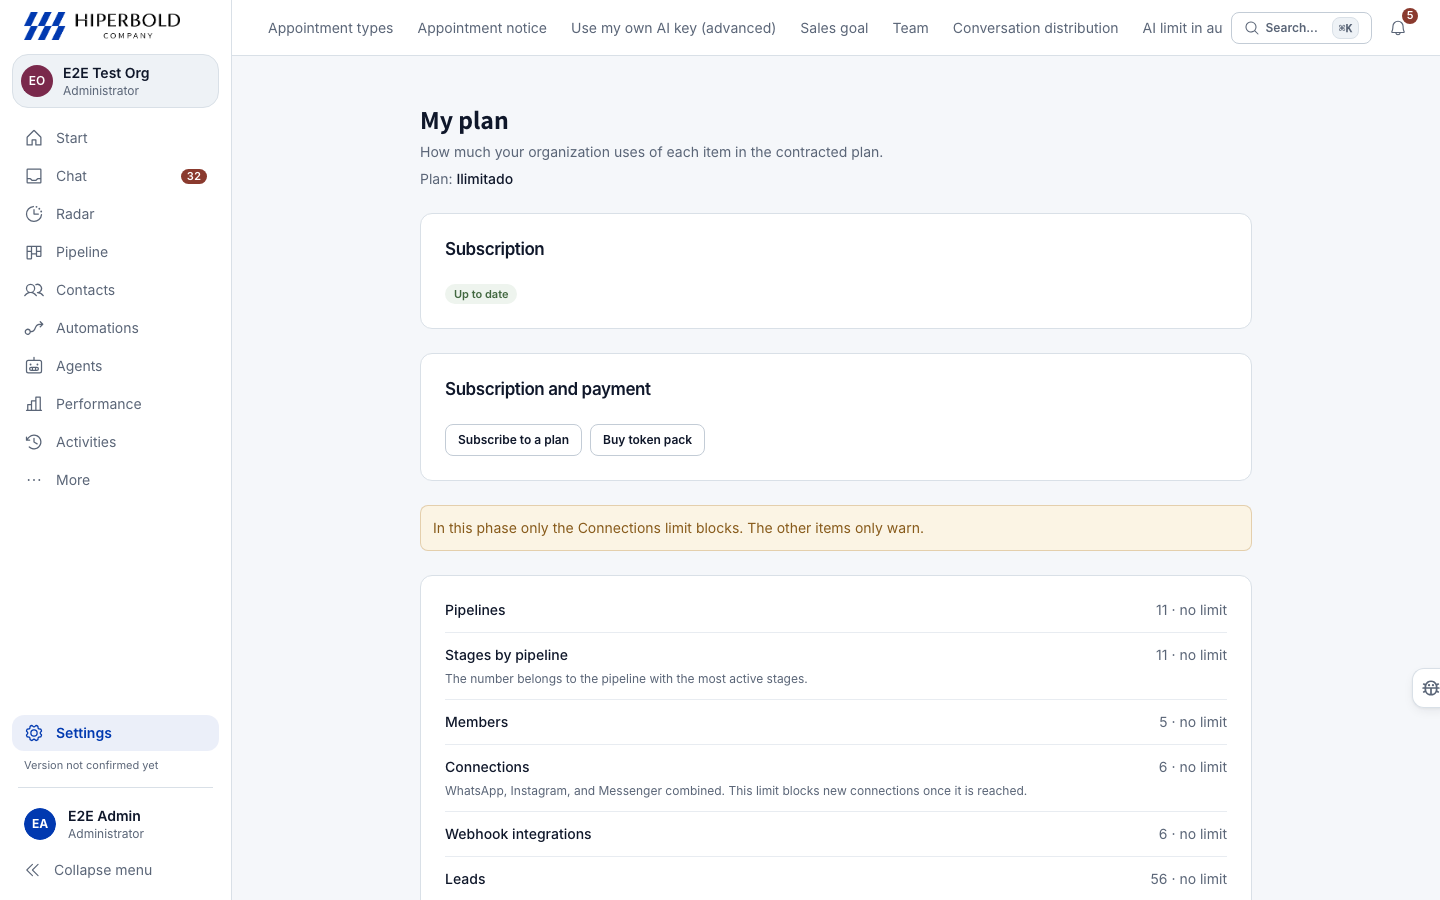 HIPERBOLD
COMPANY
EO
E2E Test Org
Administrator
Start
Chat
32
Radar
Pipeline
Contacts
Automations
Agents
Performance
Activities
More
Settings
Version not confirmed yet
EA
E2E Admin
Administrator
Collapse menu
Appointment types
Appointment notice
Use my own AI key (advanced)
Sales goal
Team
Conversation distribution
AI limit in au
Search...
⌘K
5
My plan
How much your organization uses of each item in the contracted plan.
Plan: Ilimitado
Subscription
Up to date
Subscription and payment
Subscribe to a plan
Buy token pack
In this phase only the Connections limit blocks. The other items only warn.
Pipelines
11 · no limit
Stages by pipeline
11 · no limit
The number belongs to the pipeline with the most active stages.
Members
5 · no limit
Connections
6 · no limit
WhatsApp, Instagram, and Messenger combined. This limit blocks new connections once it is reached.
Webhook integrations
6 · no limit
Leads
56 · no limit